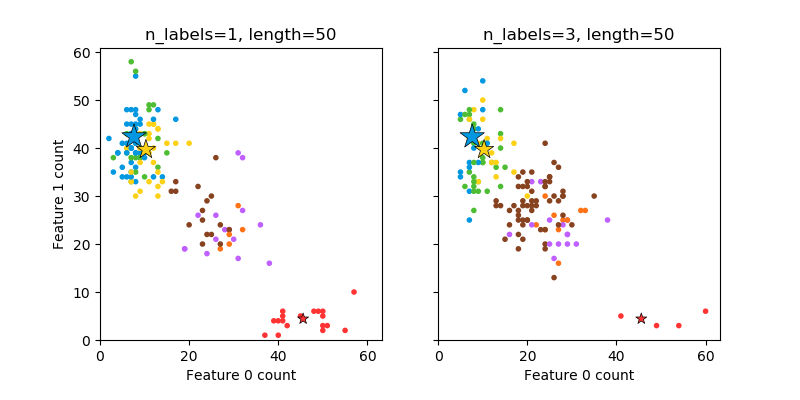 n_labels=1, length=50
n_labels=3, length=50
60
50
40
30
20
10
0
Feature 1 count
0 20 40 60
0 20 40 60
Feature 0 count
Feature 0 count